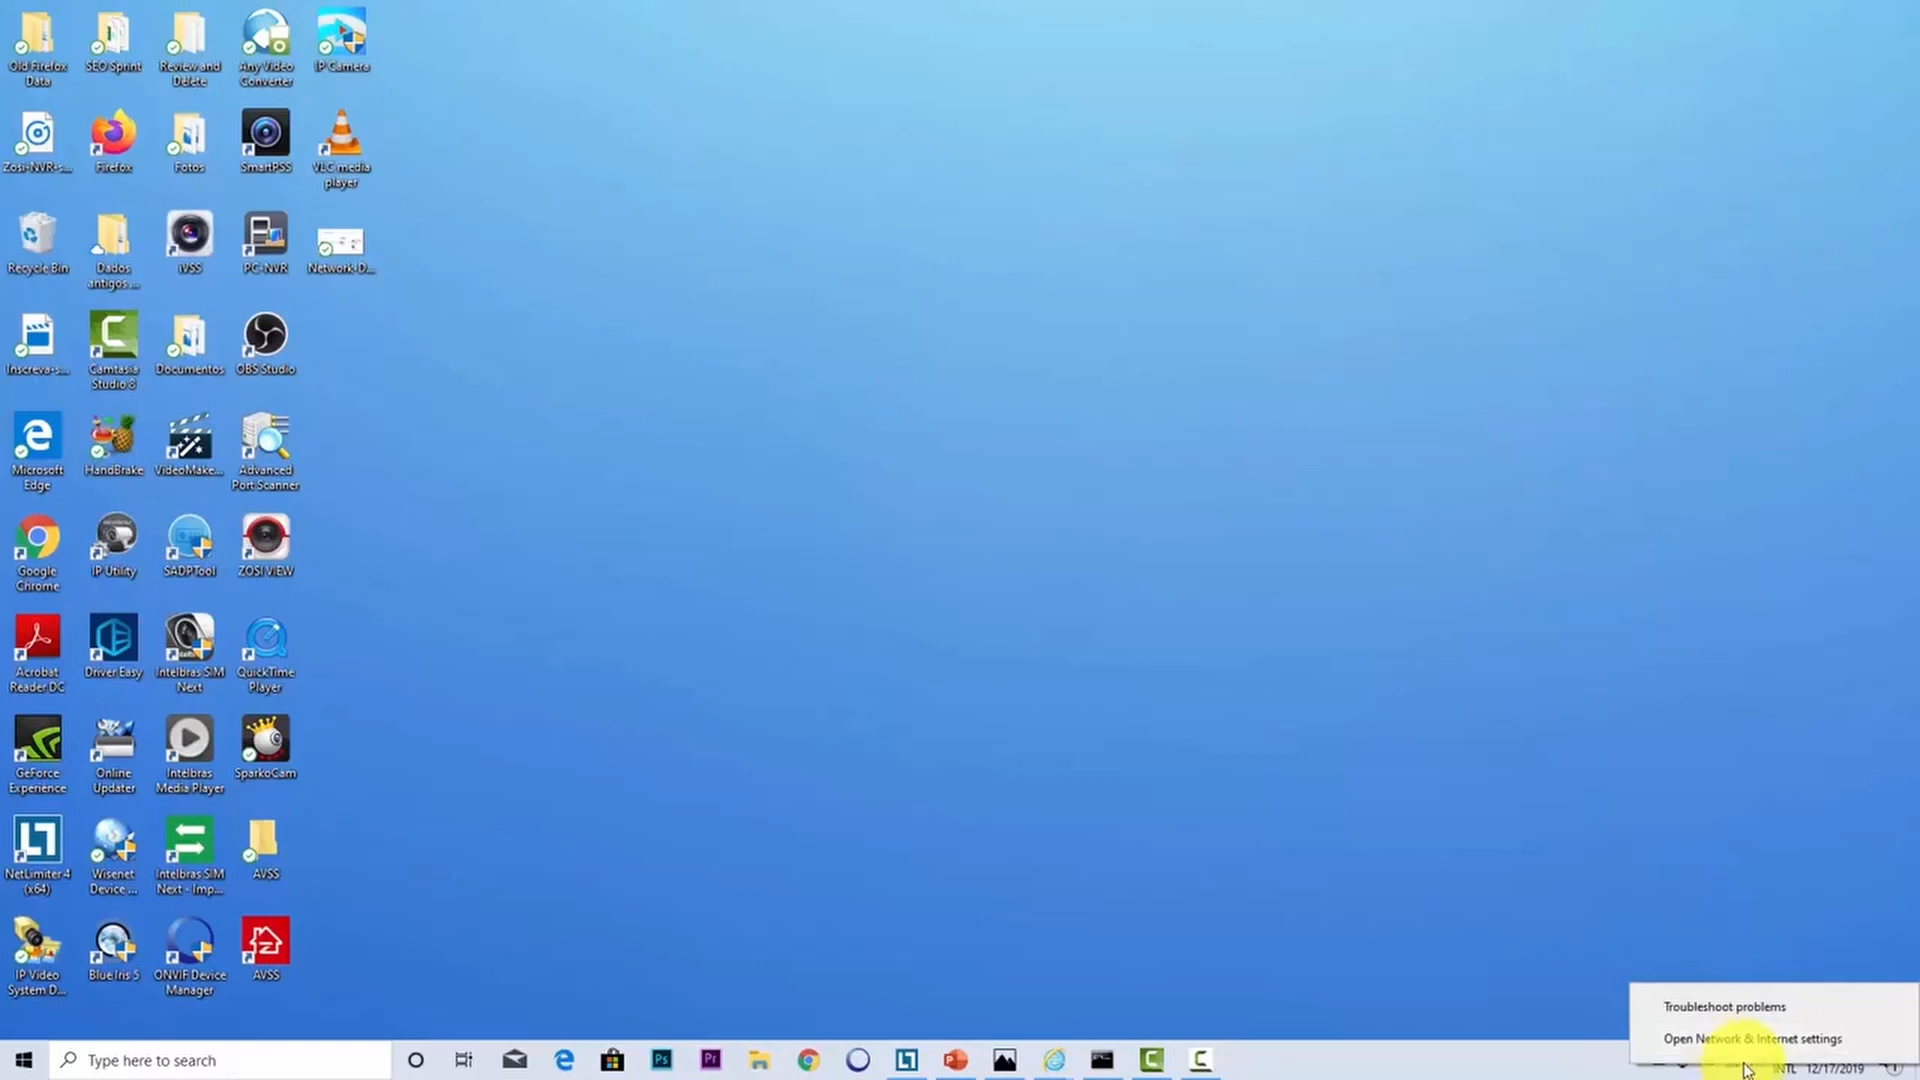 Old Firefox
Data
SEO Sprint
Review and
Delete
Any Video
Converter
IP Camera
Zosi-NVR-s...
Firefox
Fotos
SmartPSS
VLC media
player
Recycle Bin
Dados
antigos ...
iVSS
PC-NVR
Network-D...
Inscreva-s...
Camtasia
Studio 8
Documentos
OBS Studio
Microsoft
Edge
HandBrake
VideoMake...
Advanced
Port Scanner
Google
Chrome
IP Utility
SADPTool
ZOSI VIEW
Acrobat
Reader DC
Driver Easy
Intelbras SIM
Next
QuickTime
Player
GeForce
Experience
Online
Updater
Intelbras
Media Player
SparkoCam
NetLimiter 4
(x64)
Wisenet
Device ...
Intelbras SIM
Next - Imp...
AVSS
IP Video
System D...
Blue Iris 5
ONVIF Device
Manager
AVSS
Troubleshoot problems
Open Network & Internet settings
Type here to search
Ps
Pr
INTL
12/17/2019